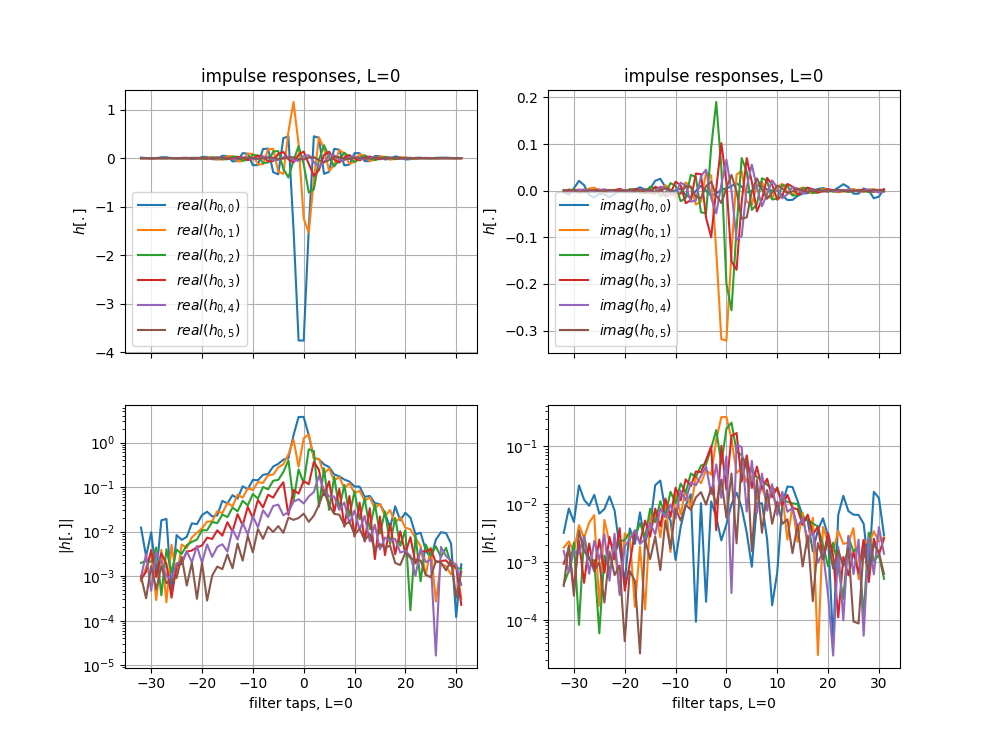 impulse responses, L=0
1
0
−1
−2
−3
−4
h[.]
real(h0,0)
real(h0,1)
real(h0,2)
real(h0,3)
real(h0,4)
real(h0,5)
impulse responses, L=0
0.2
0.1
0.0
−0.1
−0.2
−0.3
h[.]
imag(h0,0)
imag(h0,1)
imag(h0,2)
imag(h0,3)
imag(h0,4)
imag(h0,5)
10^0
10^−1
10^−2
10^−3
10^−4
10^−5
|h[.]|
−30 −20 −10 0 10 20 30
filter taps, L=0
10^−1
10^−2
10^−3
10^−4
|h[.]|
−30 −20 −10 0 10 20 30
filter taps, L=0